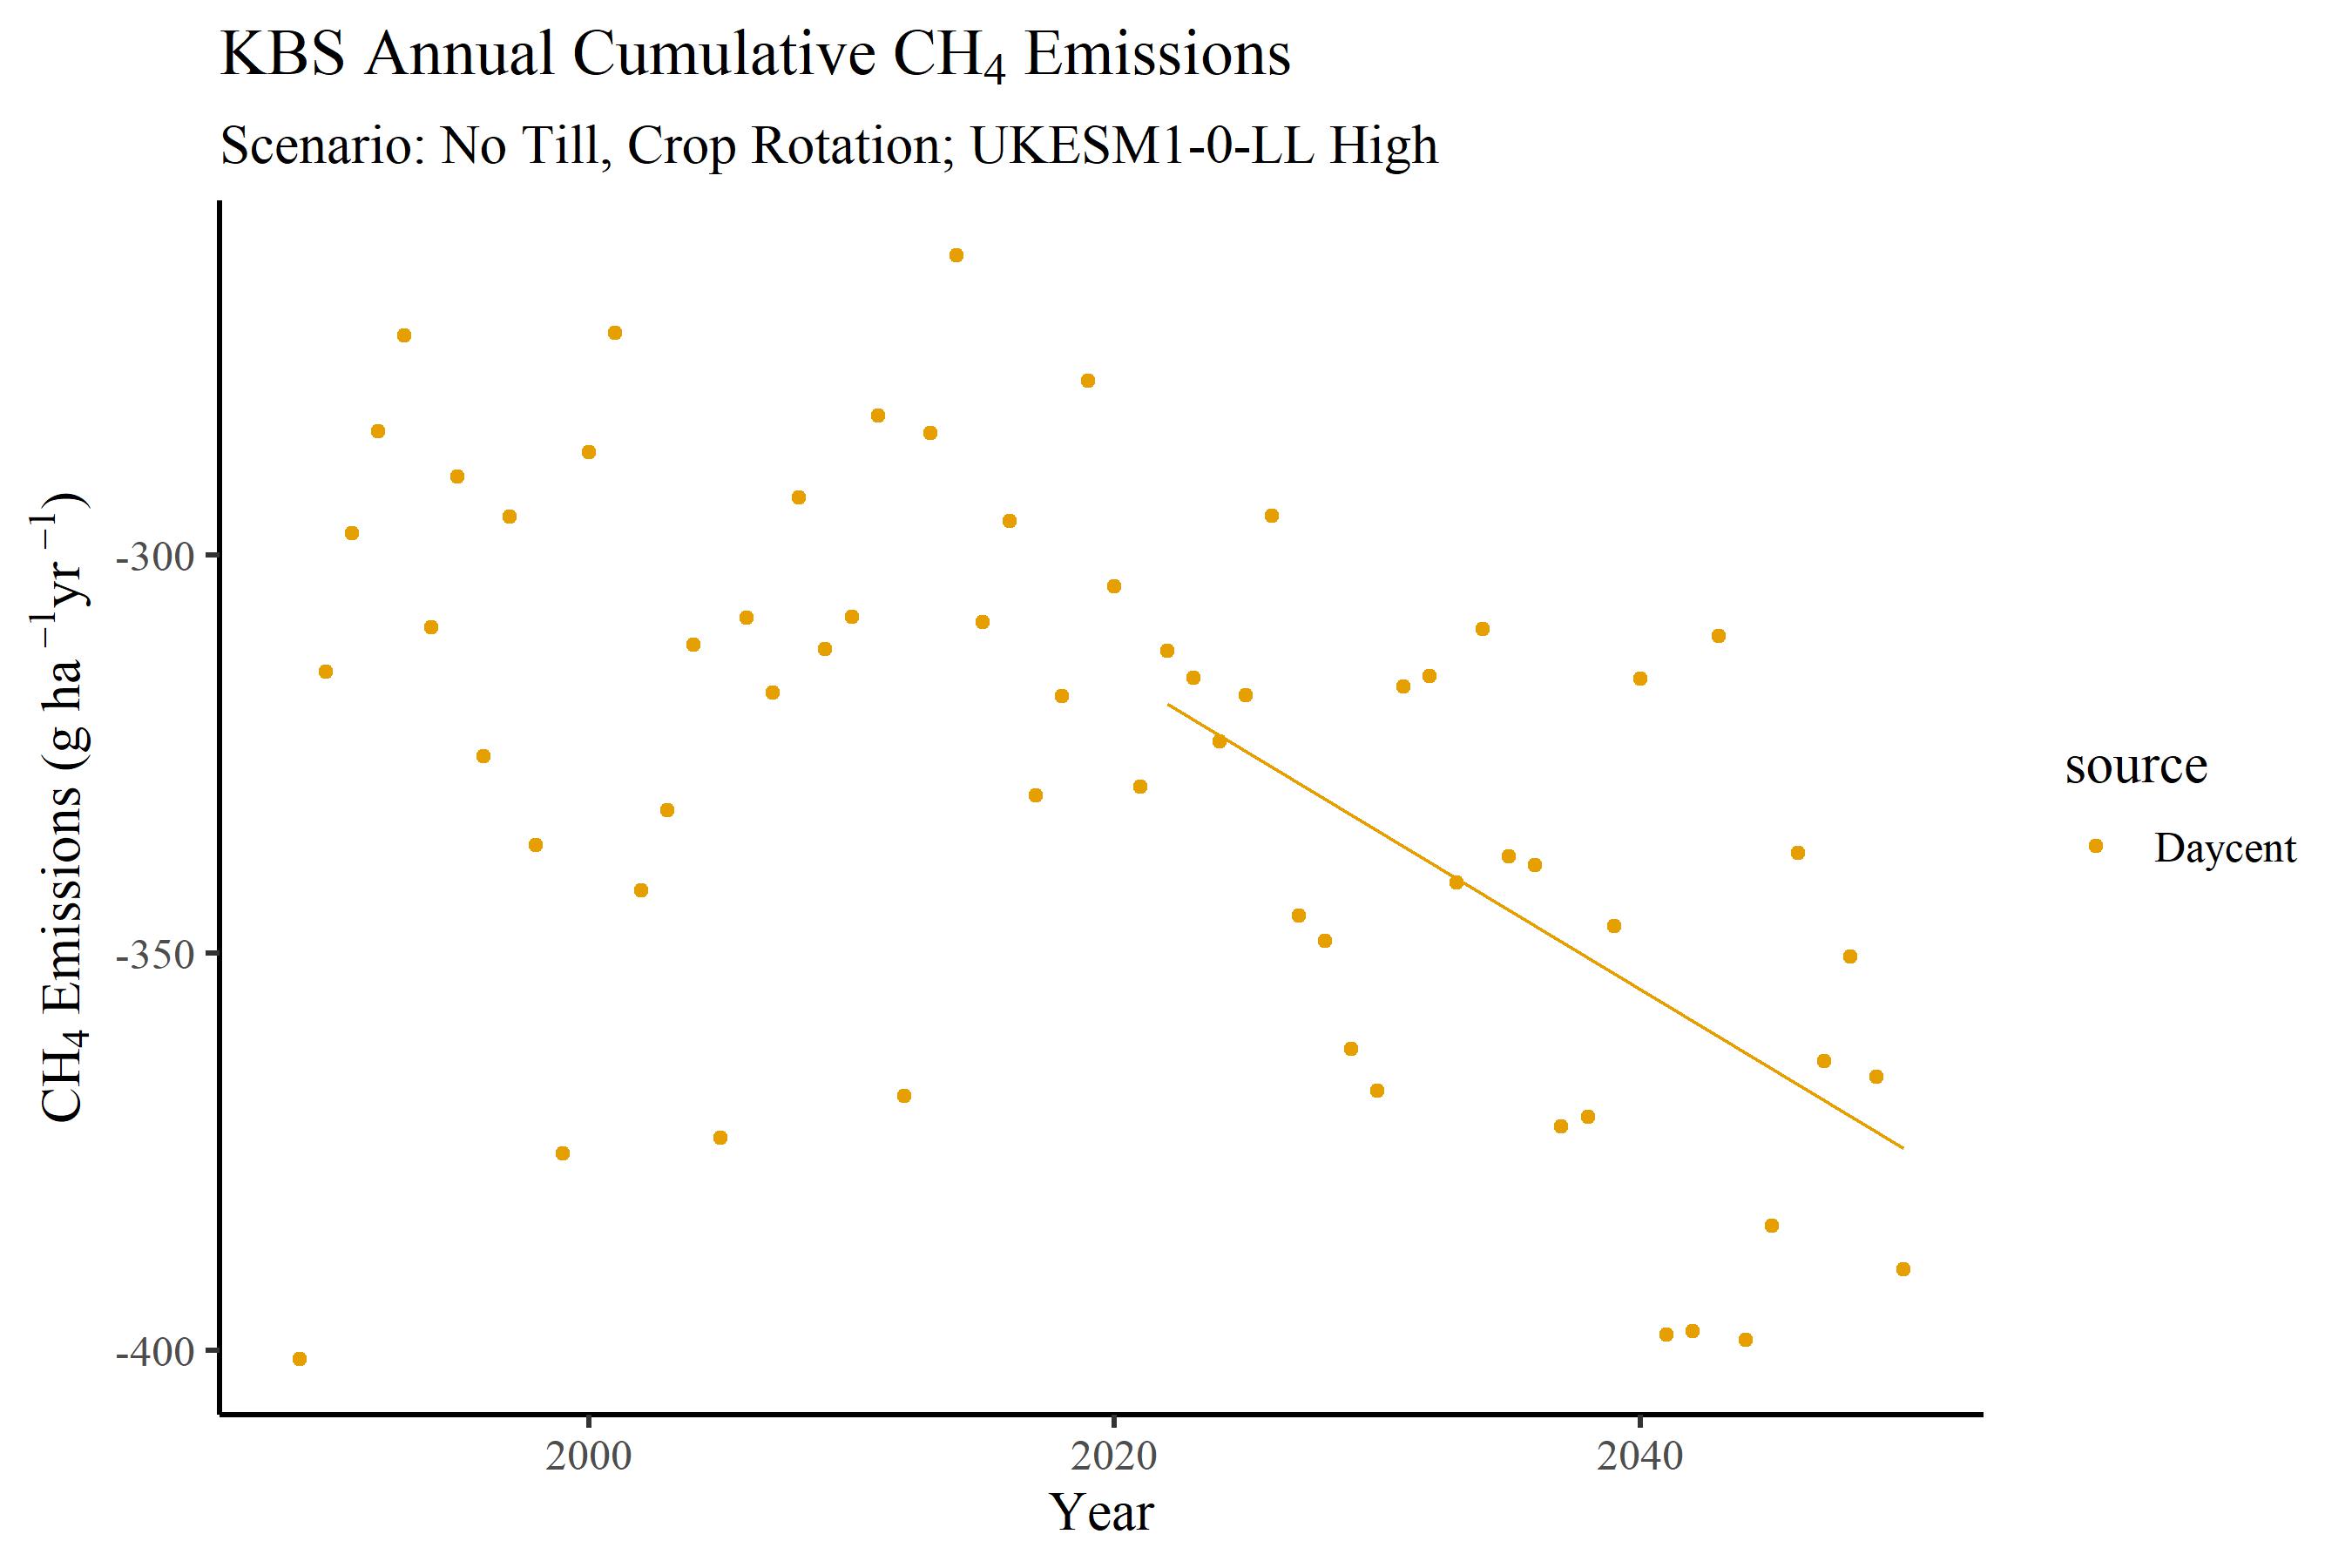 KBS Annual Cumulative CH₄ Emissions
Scenario: No Till, Crop Rotation; UKESM1-0-LL High
CH₄ Emissions (g ha ⁻¹yr ⁻¹)
-300
-350
-400
2000 2020 2040
Year
source
Daycent